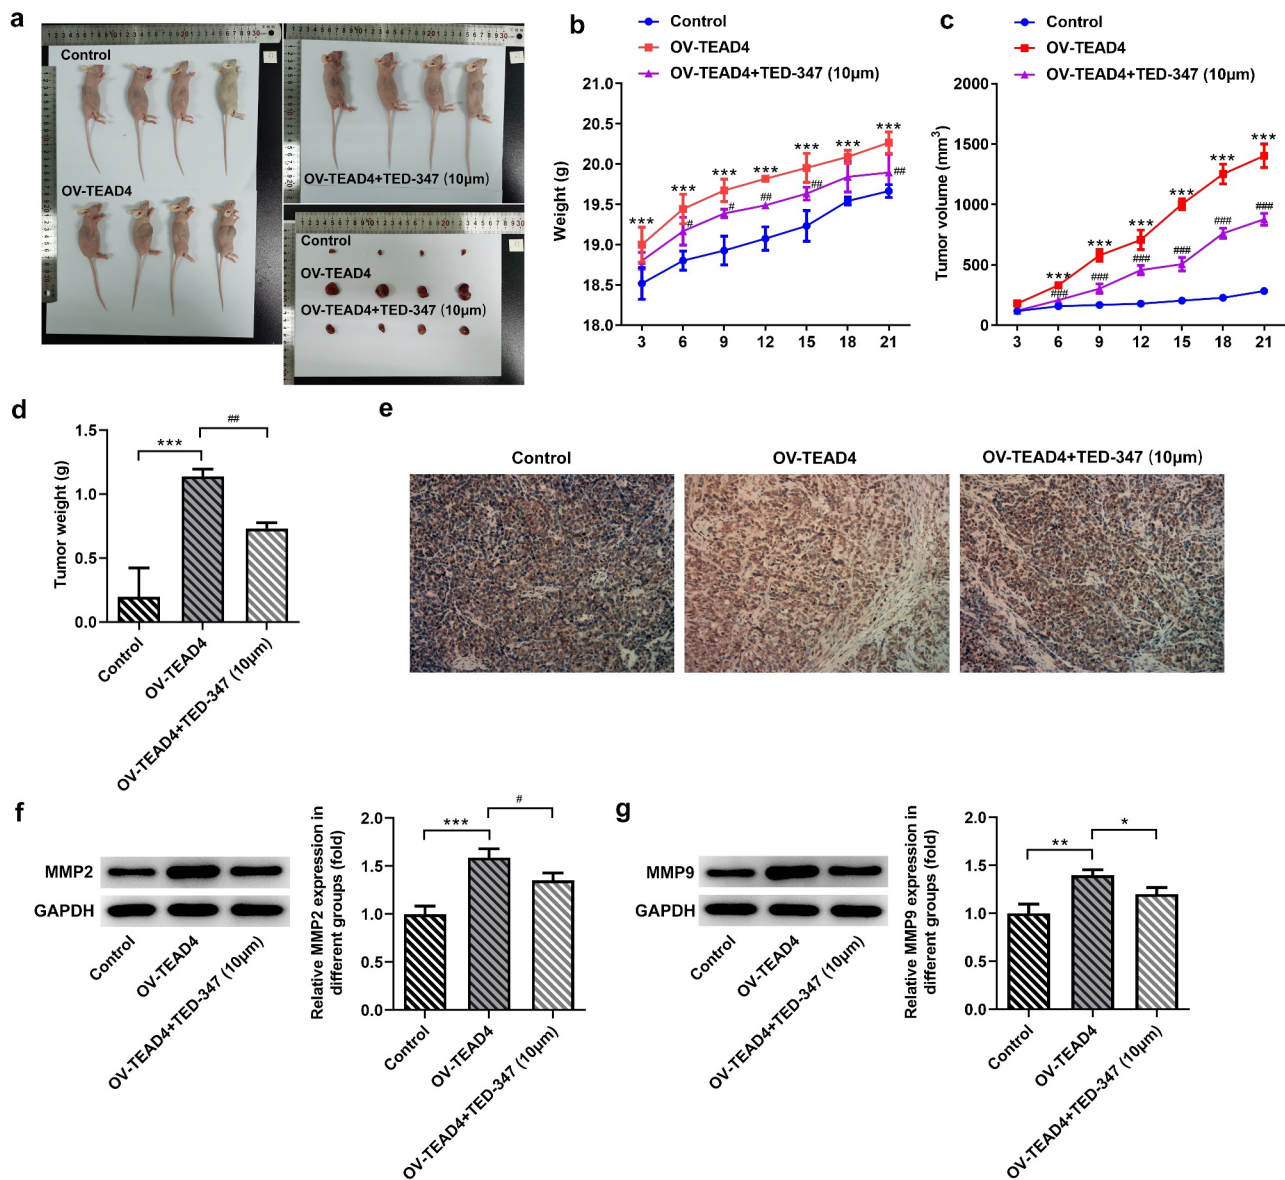 a
Control
OV-TEAD4
OV-TEAD4+TED-347 (10μm)
Control
OV-TEAD4
OV-TEAD4+TED-347 (10μm)
b
Control
OV-TEAD4
OV-TEAD4+TED-347 (10μm)
Weight (g)
21.0
20.5
20.0
19.5
19.0
18.5
18.0
*** *** *** *** *** *** ***
# # ## ## ##
3 6 9 12 15 18 21
c
Control
OV-TEAD4
OV-TEAD4+TED-347 (10μm)
Tumor volume (mm³)
2000
1500
1000
500
0
*** *** *** *** *** ***
### ### ### ### ### ###
3 6 9 12 15 18 21
d
Tumor weight (g)
1.5
1.0
0.5
0.0
***
##
Control
OV-TEAD4
OV-TEAD4+TED-347 (10μm)
e
Control
OV-TEAD4
OV-TEAD4+TED-347 (10μm)
f
MMP2
GAPDH
Control
OV-TEAD4
OV-TEAD4+TED-347 (10μm)
Relative MMP2 expression in
different groups (fold)
2.0
1.5
1.0
0.5
0.0
***
#
Control
OV-TEAD4
OV-TEAD4+TED-347 (10μm)
g
MMP9
GAPDH
Control
OV-TEAD4
OV-TEAD4+TED-347 (10μm)
Relative MMP9 expression in
different groups (fold)
2.0
1.5
1.0
0.5
0.0
**
*
Control
OV-TEAD4
OV-TEAD4+TED-347 (10μm)